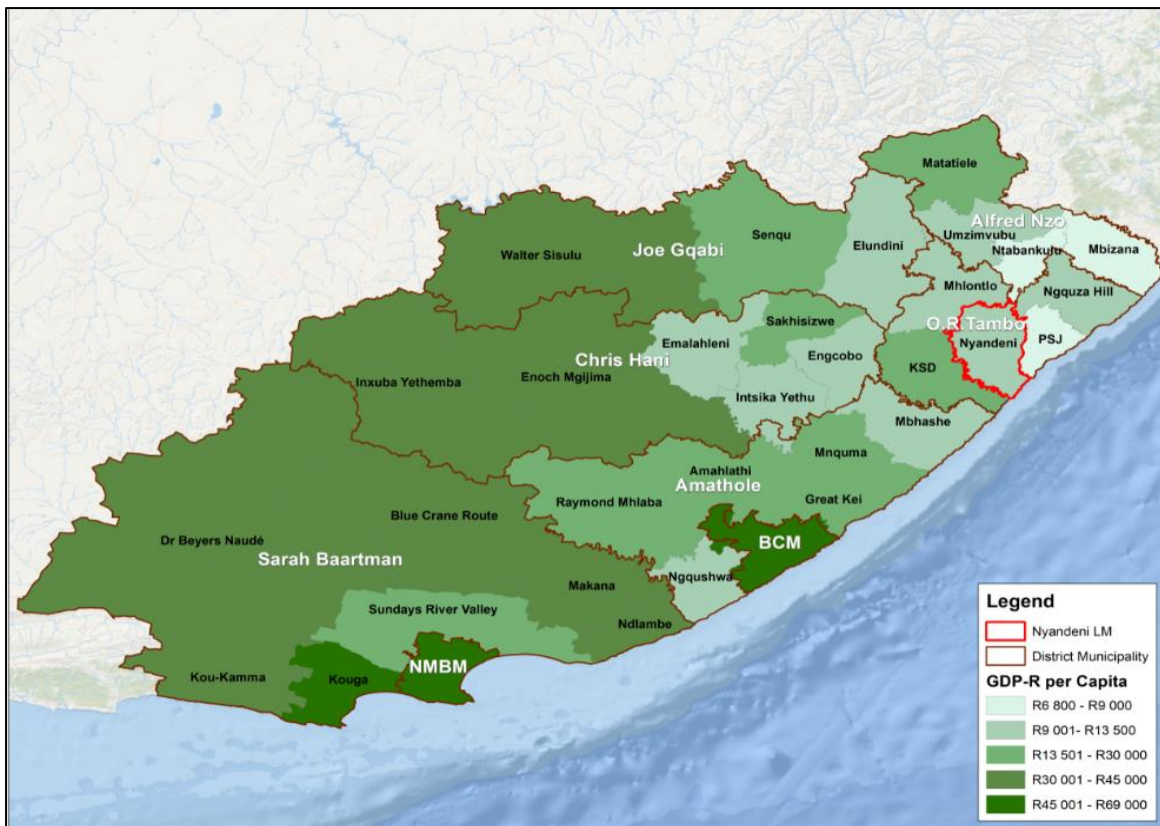 Matatiele
Alfred Nzo
Umzimvubu
Ntabankulu
Mbizana
Senqu
Elundini
Joe Gqabi
Walter Sisulu
Mhlontlo
Ngquza Hill
O.R.Tambo
Nyandeni
PSJ
Sakhisizwe
Emalahleni
Engcobo
KSD
Chris Hani
Inxuba Yethemba
Enoch Mgijima
Intsika Yethu
Mbhashe
Mnquma
Amahlathi
Amathole
Raymond Mhlaba
Great Kei
Blue Crane Route
Dr Beyers Naudé
Sarah Baartman
BCM
Ngqushwa
Makana
Sundays River Valley
Ndlambe
NMBM
Kou-Kamma
Kouga
Legend
Nyandeni LM
District Municipality
GDP-R per Capita
R6 800 - R9 000
R9 001- R13 500
R13 501 - R30 000
R30 001 - R45 000
R45 001 - R69 000